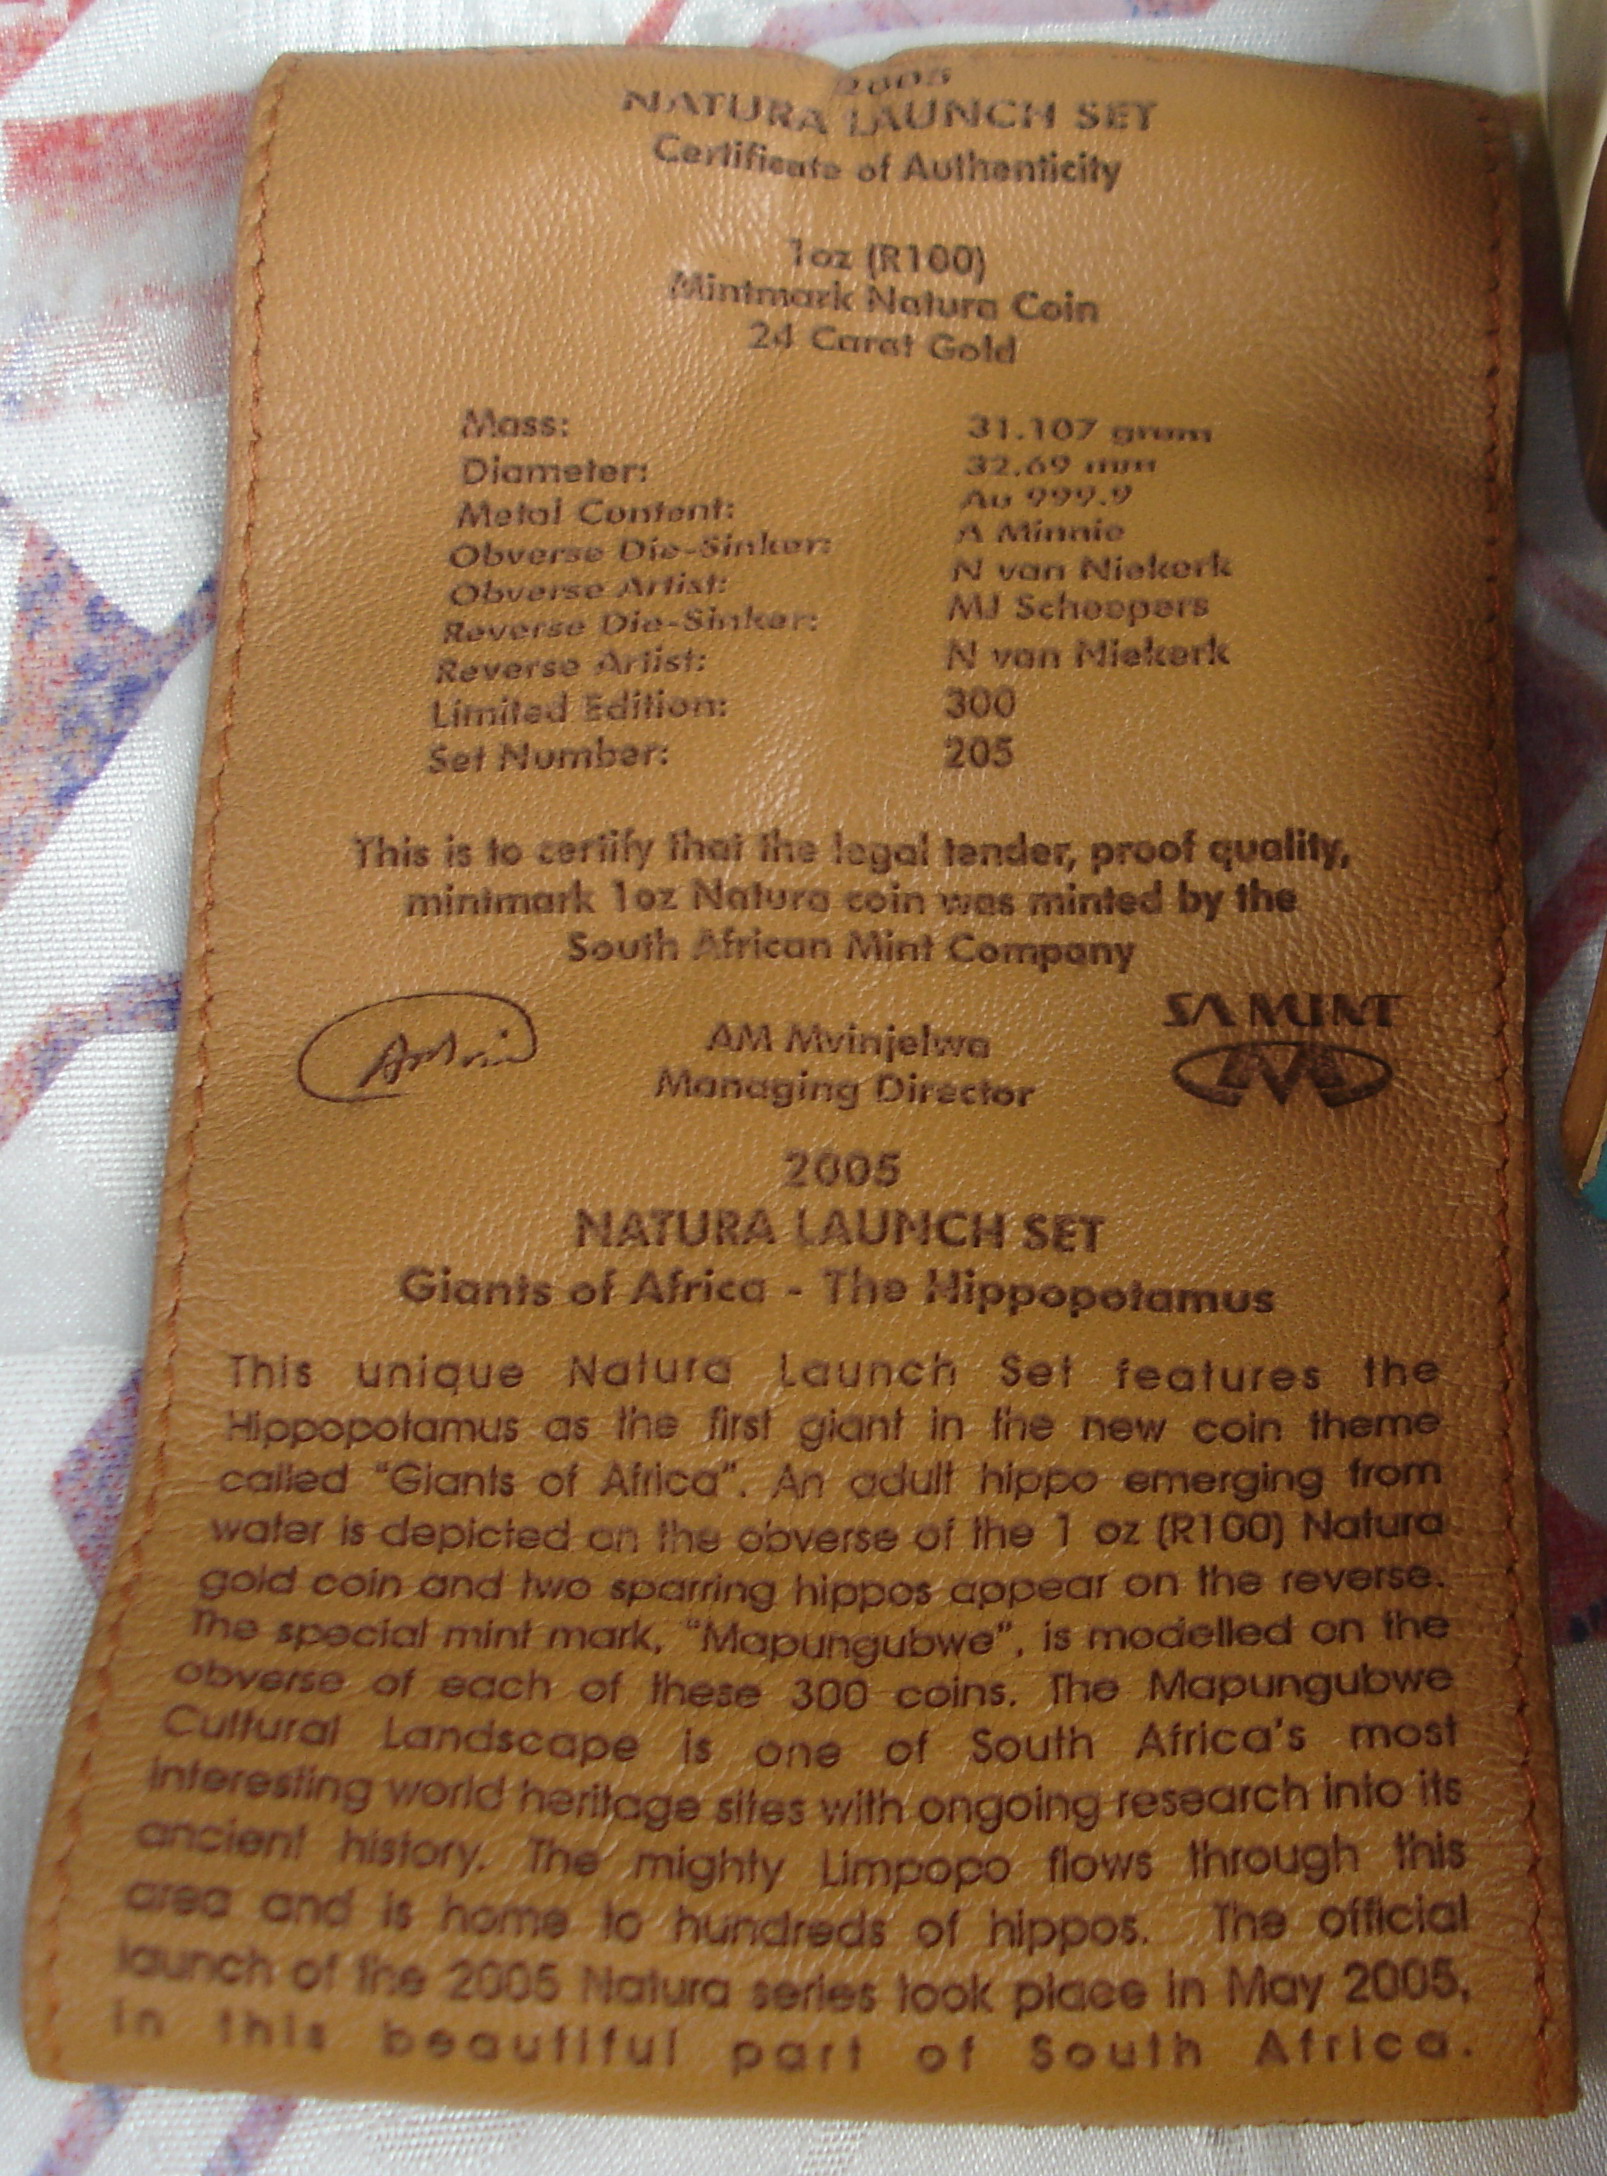 2005
NATURA LAUNCH SET
Certificate of Authenticity
1oz (R100)
Mintmark Natura Coin
24 Carat Gold
Mass: 31.107 gram
Diameter: 32.69 mm
Metal Content: Au 999.9
Obverse Die-Sinker: A Minnie
Obverse Artist: N van Niekerk
Reverse Die-Sinker: MJ Scheepers
Reverse Artist: N van Niekerk
Limited Edition: 300
Set Number: 205
This is to certify that the legal tender, proof quality,
mintmark 1oz Natura coin was minted by the
South African Mint Company
AM Mvinjelwa
Managing Director
SA MINT
2005
NATURA LAUNCH SET
Giants of Africa - The Hippopotamus
This unique Natura Launch Set features the
Hippopotamus as the first giant in the new coin theme
called "Giants of Africa". An adult hippo emerging from
water is depicted on the obverse of the 1 oz (R100) Natura
gold coin and two sparring hippos appear on the reverse.
The special mint mark, "Mapungubwe", is modelled on the
obverse of each of these 300 coins. The Mapungubwe
Cultural Landscape is one of South Africa's most
interesting world heritage sites with ongoing research into its
ancient history. The mighty Limpopo flows through this
area and is home to hundreds of hippos. The official
launch of the 2005 Natura series took place in May 2005,
in this beautiful part of South Africa.